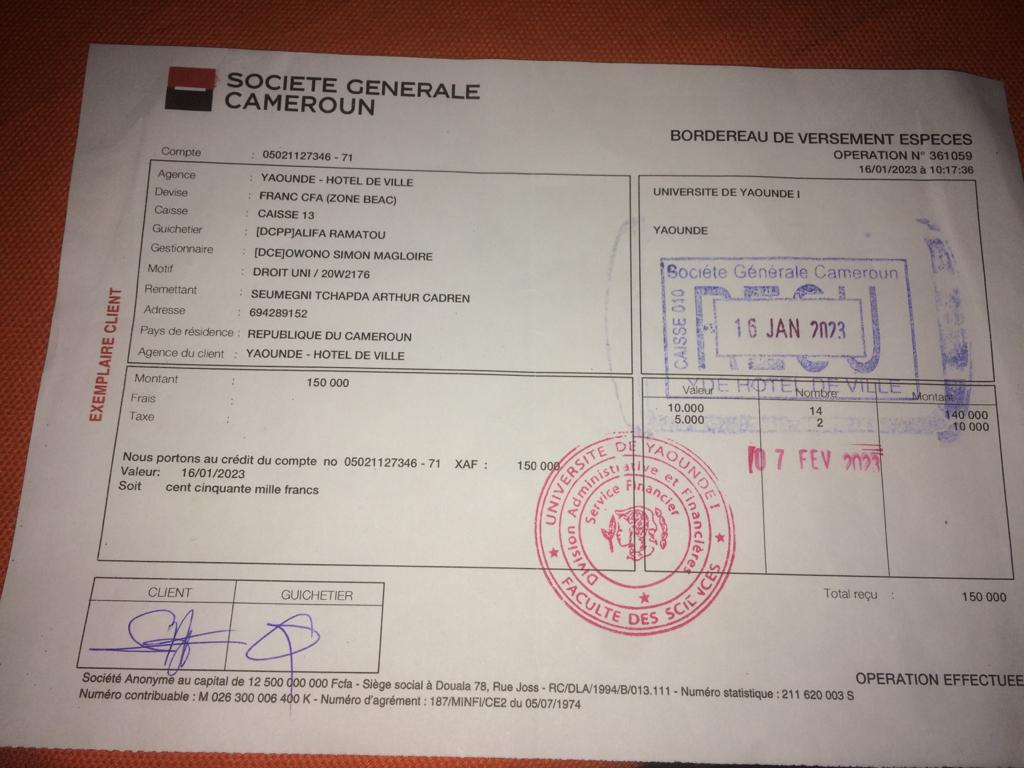 SOCIETE GENERALE
CAMEROUN
BORDEREAU DE VERSEMENT ESPECES
OPERATION N° 361059
16/01/2023 à 10:17:36
Compte : 05021127346 - 71
Agence : YAOUNDE - HOTEL DE VILLE
Devise : FRANC CFA (ZONE BEAC)
Caisse : CAISSE 13
Guichetier : [DCPP]ALIFA RAMATOU
Gestionnaire : [DCE]OWONO SIMON MAGLOIRE
Motif : DROIT UNI / 20W2176
Remettant : SEUMEGNI TCHAPDA ARTHUR CADREN
Adresse : 694289152
Pays de résidence : REPUBLIQUE DU CAMEROUN
Agence du client : YAOUNDE - HOTEL DE VILLE
UNIVERSITE DE YAOUNDE I
YAOUNDE
Société Générale Cameroun
CAISSE 010
REÇU
16 JAN 2023
YDE HOTEL DE VILLE
EXEMPLAIRE CLIENT
Montant : 150 000
Frais :
Taxe :
Valeur Nombre Montant
10.000 14 140 000
5.000 2 10 000
Nous portons au crédit du compte no 05021127346 - 71 XAF : 150 000
Valeur: 16/01/2023
Soit cent cinquante mille francs
07 FEV 2023
UNIVERSITE DE YAOUNDE I
Division Administrative et Financières
Service Financier
FACULTE DES SCIENCES
Total reçu : 150 000
CLIENT GUICHETIER
OPERATION EFFECTUEE
Société Anonyme au capital de 12 500 000 000 Fcfa - Siège social à Douala 78, Rue Joss - RC/DLA/1994/B/013.111 - Numéro statistique : 211 620 003 S
Numéro contribuable : M 026 300 006 400 K - Numéro d'agrément : 187/MINFI/CE2 du 05/07/1974